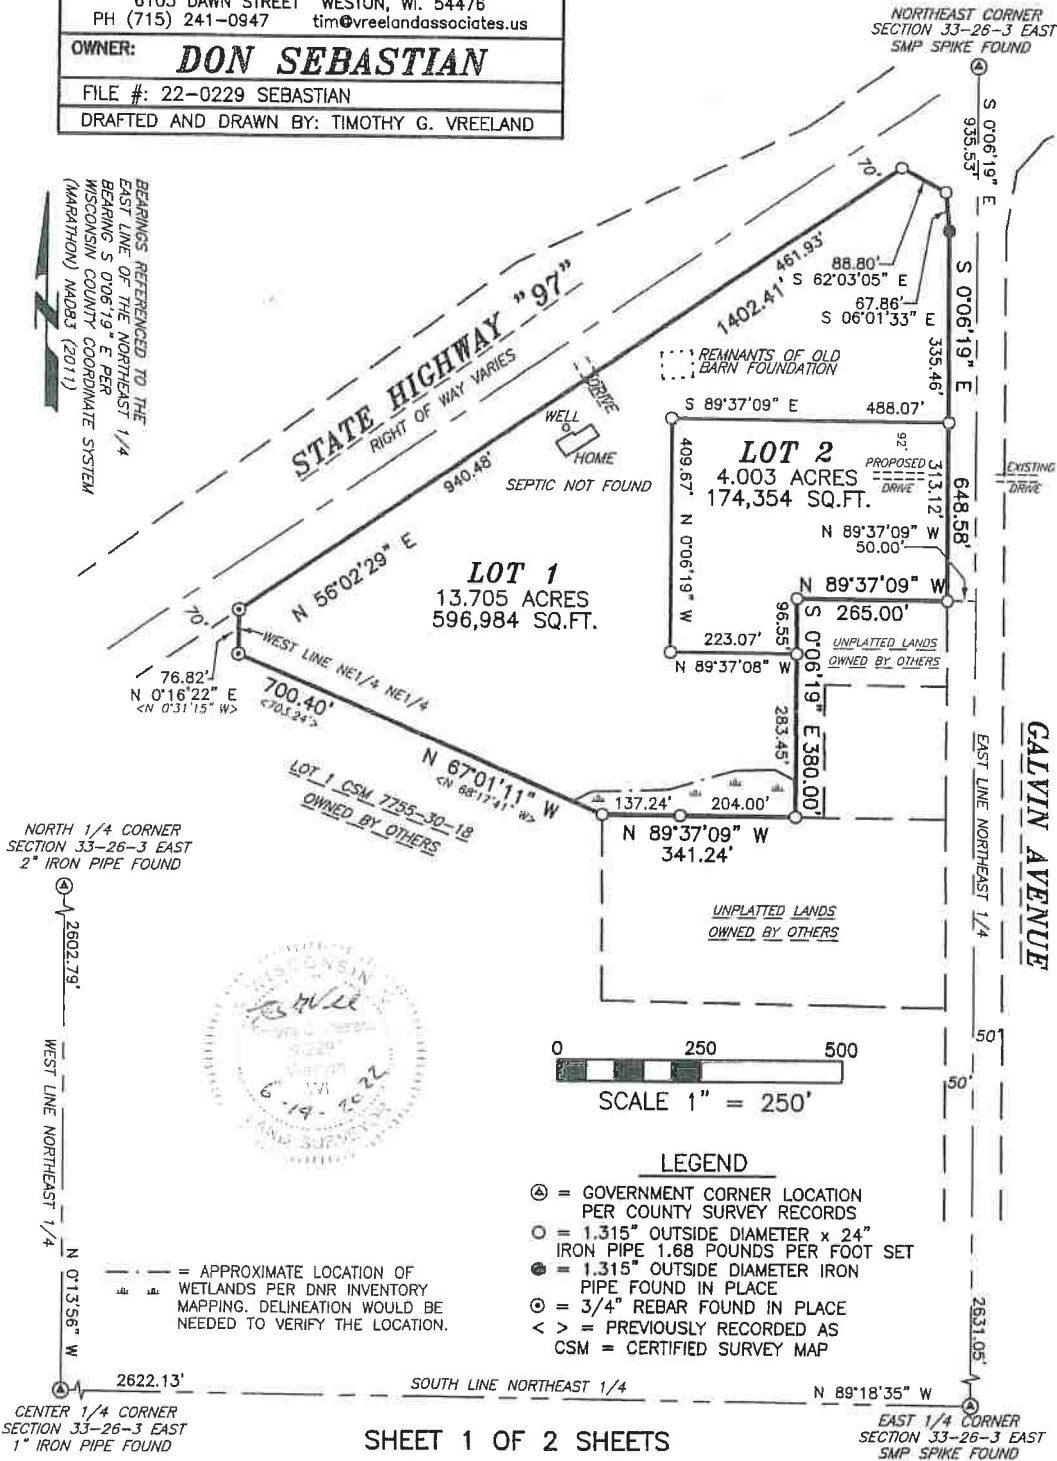 6103 DAWN STREET WESTON, WI. 54476
PH (715) 241-0947 tim@vreelandassociates.us
OWNER: DON SEBASTIAN
FILE #: 22-0229 SEBASTIAN
DRAFTED AND DRAWN BY: TIMOTHY G. VREELAND
NORTHEAST CORNER
SECTION 33-26-3 EAST
SMP SPIKE FOUND
S 0°06'19" E
935.53'
BEARINGS REFERENCED TO THE
EAST LINE OF THE NORTHEAST 1/4
BEARING S 0°06'19" E PER
WISCONSIN COUNTY COORDINATE SYSTEM
(MARATHON) NAD83 (2011)
STATE HIGHWAY "97"
RIGHT OF WAY VARIES
70'
461.93'
1402.41'
88.80'
S 62°03'05" E
67.86'
S 06°01'33" E
S 0°06'19" E
335.46'
REMNANTS OF OLD
BARN FOUNDATION
DRIVE
WELL
HOME
SEPTIC NOT FOUND
940.48'
N 56°02'29" E
S 89°37'09" E 488.07'
LOT 2
4.003 ACRES
174,354 SQ.FT.
92'
PROPOSED
DRIVE
313.12'
648.58'
EXISTING
DRIVE
409.67' N 0°06'19" W
N 89°37'09" W
50.00'
N 89°37'09" W
265.00'
LOT 1
13.705 ACRES
596,984 SQ.FT.
96.55'
S 0°06'19" E 380.00'
283.45'
223.07'
N 89°37'08" W
UNPLATTED LANDS
OWNED BY OTHERS
70'
76.82'
N 0°16'22" E
<N 0°31'15" W>
WEST LINE NE1/4 NE1/4
700.40'
<703.24'>
N 67°01'11" W
<N 68°17'41" W>
LOT 1 CSM 7755-30-18
OWNED BY OTHERS
137.24' 204.00'
N 89°37'09" W
341.24'
EAST LINE NORTHEAST 1/4
GALVIN AVENUE
UNPLATTED LANDS
OWNED BY OTHERS
NORTH 1/4 CORNER
SECTION 33-26-3 EAST
2" IRON PIPE FOUND
2602.79'
WEST LINE NORTHEAST 1/4
N 0°13'56" W
WISCONSIN
6-14-2022
LAND SURVEYOR
50'
50'
0 250 500
SCALE 1" = 250'
LEGEND
= GOVERNMENT CORNER LOCATION
PER COUNTY SURVEY RECORDS
= 1.315" OUTSIDE DIAMETER x 24"
IRON PIPE 1.68 POUNDS PER FOOT SET
= 1.315" OUTSIDE DIAMETER IRON
PIPE FOUND IN PLACE
= 3/4" REBAR FOUND IN PLACE
< > = PREVIOUSLY RECORDED AS
CSM = CERTIFIED SURVEY MAP
= APPROXIMATE LOCATION OF
WETLANDS PER DNR INVENTORY
MAPPING. DELINEATION WOULD BE
NEEDED TO VERIFY THE LOCATION.
2631.05'
2622.13' SOUTH LINE NORTHEAST 1/4 N 89°18'35" W
CENTER 1/4 CORNER
SECTION 33-26-3 EAST
1" IRON PIPE FOUND
EAST 1/4 CORNER
SECTION 33-26-3 EAST
SMP SPIKE FOUND
SHEET 1 OF 2 SHEETS